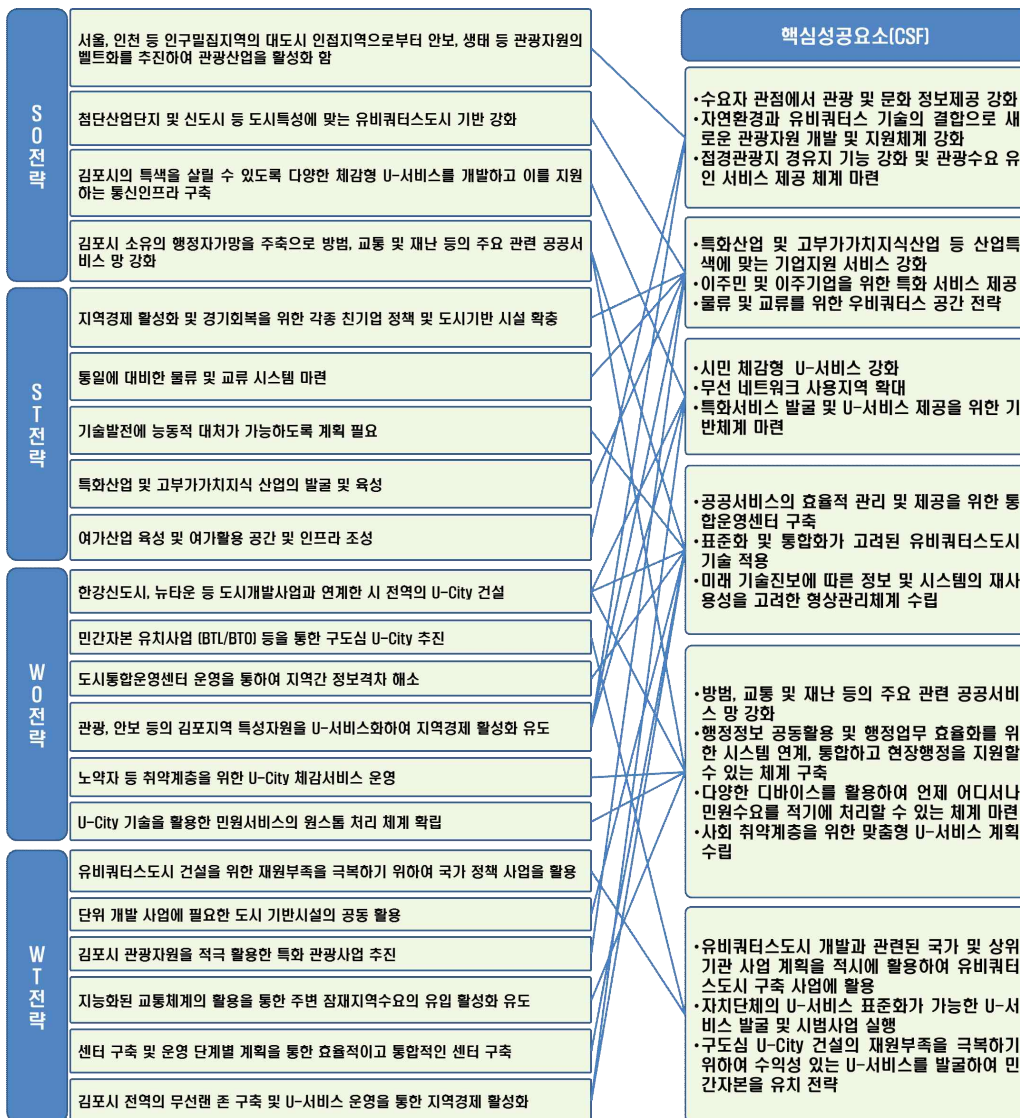 SO전략
서울, 인천 등 인구밀집지역의 대도시 인접지역으로부터 안보, 생태 등 관광자원의
벨트화를 추진하여 관광산업을 활성화 함
첨단산업단지 및 신도시 등 도시특성에 맞는 유비쿼터스도시 기반 강화
김포시의 특색을 살릴 수 있도록 다양한 체감형 U-서비스를 개발하고 이를 지원
하는 통신인프라 구축
김포시 소유의 행정자가망을 주축으로 방범, 교통 및 재난 등의 주요 관련 공공서
비스 망 강화
ST전략
지역경제 활성화 및 경기회복을 위한 각종 친기업 정책 및 도시기반 시설 확충
통일에 대비한 물류 및 교류 시스템 마련
기술발전에 능동적 대처가 가능하도록 계획 필요
특화산업 및 고부가가치지식 산업의 발굴 및 육성
여가산업 육성 및 여가활용 공간 및 인프라 조성
WO전략
한강신도시, 뉴타운 등 도시개발사업과 연계한 시 전역의 U-City 건설
민간자본 유치사업 (BTL/BTO) 등을 통한 구도심 U-City 추진
도시통합운영센터 운영을 통하여 지역간 정보격차 해소
관광, 안보 등의 김포지역 특성자원을 U-서비스화하여 지역경제 활성화 유도
노약자 등 취약계층을 위한 U-City 체감서비스 운영
U-City 기술을 활용한 민원서비스의 원스톱 처리 체계 확립
WT전략
유비쿼터스도시 건설을 위한 재원부족을 극복하기 위하여 국가 정책 사업을 활용
단위 개발 사업에 필요한 도시 기반시설의 공동 활용
김포시 관광자원을 적극 활용한 특화 관광사업 추진
지능화된 교통체계의 활용을 통한 주변 잠재지역수요의 유입 활성화 유도
센터 구축 및 운영 단계별 계획을 통한 효율적이고 통합적인 센터 구축
김포시 전역의 무선랜 존 구축 및 U-서비스 운영을 통한 지역경제 활성화
핵심성공요소(CSF)
•수요자 관점에서 관광 및 문화 정보제공 강화
•자연환경과 유비쿼터스 기술의 결합으로 새
로운 관광자원 개발 및 지원체계 강화
•접경관광지 경유지 기능 강화 및 관광수요 유
인 서비스 제공 체계 마련
•특화산업 및 고부가가치지식산업 등 산업특
색에 맞는 기업지원 서비스 강화
•이주민 및 이주기업을 위한 특화 서비스 제공
•물류 및 교류를 위한 우비쿼터스 공간 전략
•시민 체감형 U-서비스 강화
•무선 네트워크 사용지역 확대
•특화서비스 발굴 및 U-서비스 제공을 위한 기
반체계 마련
•공공서비스의 효율적 관리 및 제공을 위한 통
합운영센터 구축
•표준화 및 통합화가 고려된 유비쿼터스도시
기술 적용
•미래 기술진보에 따른 정보 및 시스템의 재사
용성을 고려한 형상관리체계 수립
•방범, 교통 및 재난 등의 주요 관련 공공서비
스 망 강화
•행정정보 공동활용 및 행정업무 효율화를 위
한 시스템 연계, 통합하고 현장행정을 지원할
수 있는 체계 구축
•다양한 디바이스를 활용하여 언제 어디서나
민원수요를 적기에 처리할 수 있는 체계 마련
•사회 취약계층을 위한 맞춤형 U-서비스 계획
수립
•유비쿼터스도시 개발과 관련된 국가 및 상위
기관 사업 계획을 적시에 활용하여 유비쿼터
스도시 구축 사업에 활용
•자치단체의 U-서비스 표준화가 가능한 U-서
비스 발굴 및 시범사업 실행
•구도심 U-City 건설의 재원부족을 극복하기
위하여 수익성 있는 U-서비스를 발굴하여 민
간자본을 유치 전략